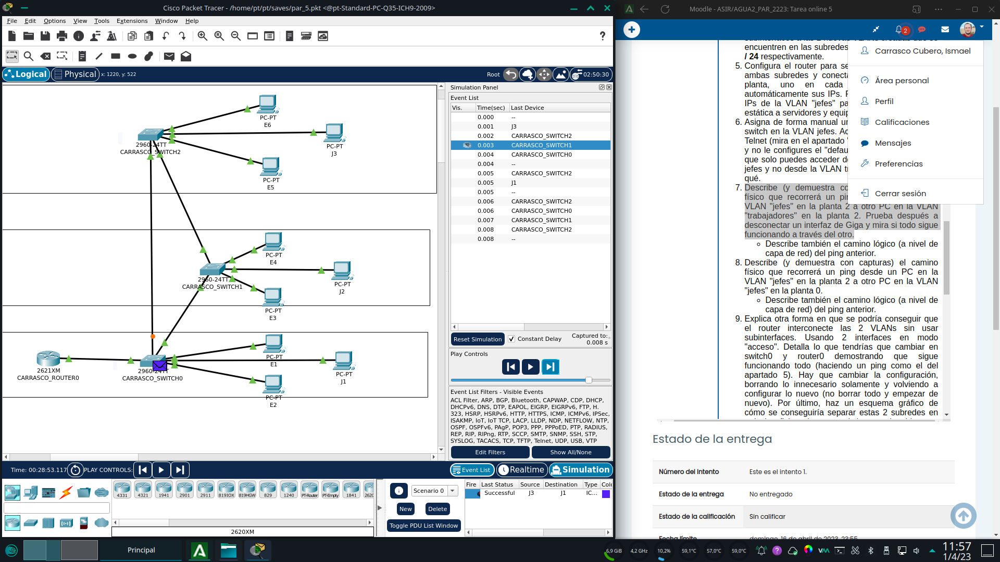 Cisco Packet Tracer - /home/pt/pt/saves/par_5.pkt <@pt-Standard-PC-Q35-ICH9-2009>
File Edit Options View Tools Extensions Window Help
Logical
Physical
x: 1220, y: 522
Root
02:50:30
PC-PT
E6
PC-PT
J3
2960-24TT
CARRASCO_SWITCH2
PC-PT
E5
PC-PT
E4
PC-PT
J2
2960-24TT
CARRASCO_SWITCH1
PC-PT
E3
PC-PT
E1
PC-PT
J1
2621XM
CARRASCO_ROUTER0
2960-24TT
CARRASCO_SWITCH0
PC-PT
E2
Simulation Panel
Event List
Vis. Time(sec) Last Device
0.000 --
0.001 J3
0.002 CARRASCO_SWITCH2
0.003 CARRASCO_SWITCH1
0.004 CARRASCO_SWITCH0
0.004 --
0.005 CARRASCO_SWITCH2
0.005 J1
0.005 --
0.006 CARRASCO_SWITCH2
0.006 CARRASCO_SWITCH0
0.007 CARRASCO_SWITCH1
0.008 CARRASCO_SWITCH2
0.008 --
Reset Simulation
Constant Delay
Captured to:
0.008 s
Play Controls
Event List Filters - Visible Events
ACL Filter, ARP, BGP, Bluetooth, CAPWAP, CDP, DHCP,
DHCPv6, DNS, DTP, EAPOL, EIGRP, EIGRPv6, FTP, H.
323, HSRP, HSRPv6, HTTP, HTTPS, ICMP, ICMPv6, IPSec,
ISAKMP, IoT, IoT TCP, LACP, LLDP, NDP, NETFLOW, NTP,
OSPF, OSPFv6, PAgP, POP3, PPP, PPPoED, PTP, RADIUS,
REP, RIP, RIPng, RTP, SCCP, SMTP, SNMP, SSH, STP,
SYSLOG, TACACS, TCP, TFTP, Telnet, UDP, USB, VTP
Edit Filters
Show All/None
Time: 00:28:53.117
PLAY CONTROLS:
Event List
Realtime
Simulation
4331 4321 1941 2901 2911 819IOX 819HGW 829 1240 PT-Router PT-Empty 1841 2620
2620XM
Scenario 0
New
Delete
Toggle PDU List Window
Fire Last Status Source Destination Type Colo
Successful J3 J1 IC...
Moodle - ASIR/AGUA2_PAR_2223: Tarea online 5
2
encuentren en las subredes
/ 24 respectivamente.
5. Configura el router para se
ambas subredes y conecta
planta, uno en cada
automáticamente sus IPs. P
IPs de la VLAN "jefes" pa
estática a servidores y equip
6. Asigna de forma manual un
switch en la VLAN jefes. Ac
Telnet (mira en el apartado "
y no le configures el "defau
que solo puedes acceder de
jefes y no desde la VLAN tr
qué.
7. Describe (y demuestra co
físico que recorrerá un pin
VLAN "jefes" en la planta 2 a otro PC en la VLAN
"trabajadores" en la planta 2. Prueba después a
desconectar un interfaz de Giga y mira si todo sigue
funcionando a través del otro.
Describe también el camino lógico (a nivel de
capa de red) del ping anterior.
8. Describe (y demuestra con capturas) el camino
físico que recorrerá un ping desde un PC en la
VLAN "jefes" en la planta 2 a otro PC en la VLAN
"jefes" en la planta 0.
Describe también el camino lógico (a nivel de
capa de red) del ping anterior.
9. Explica otra forma en que se podría conseguir que
el router interconecte las 2 VLANs sin usar
subinterfaces. Usando 2 interfaces en modo
"acceso". Detalla lo que tendrías que cambiar en
switch0 y router0 demostrando que sigue
funcionando todo (haciendo un ping como el del
apartado 5). Hay que cambiar la configuración,
borrando lo innecesario solamente y volviendo a
configurar lo nuevo (no borrar todo y empezar de
nuevo). Por último, haz un esquema gráfico de
cómo se conseguiría separar estas 2 subredes en
Carrasco Cubero, Ismael
Área personal
Perfil
Calificaciones
Mensajes
Preferencias
Cerrar sesión
Estado de la entrega
Número del intento Este es el intento 1.
Estado de la entrega No entregado
Estado de la calificación Sin calificar
Fecha límite domingo, 16 de abril de 2023, 23:55
Principal
6,9 GiB 4,2 GHz 10,2% 59,1°C 57,0°C 59,0°C
11:57
1/4/23